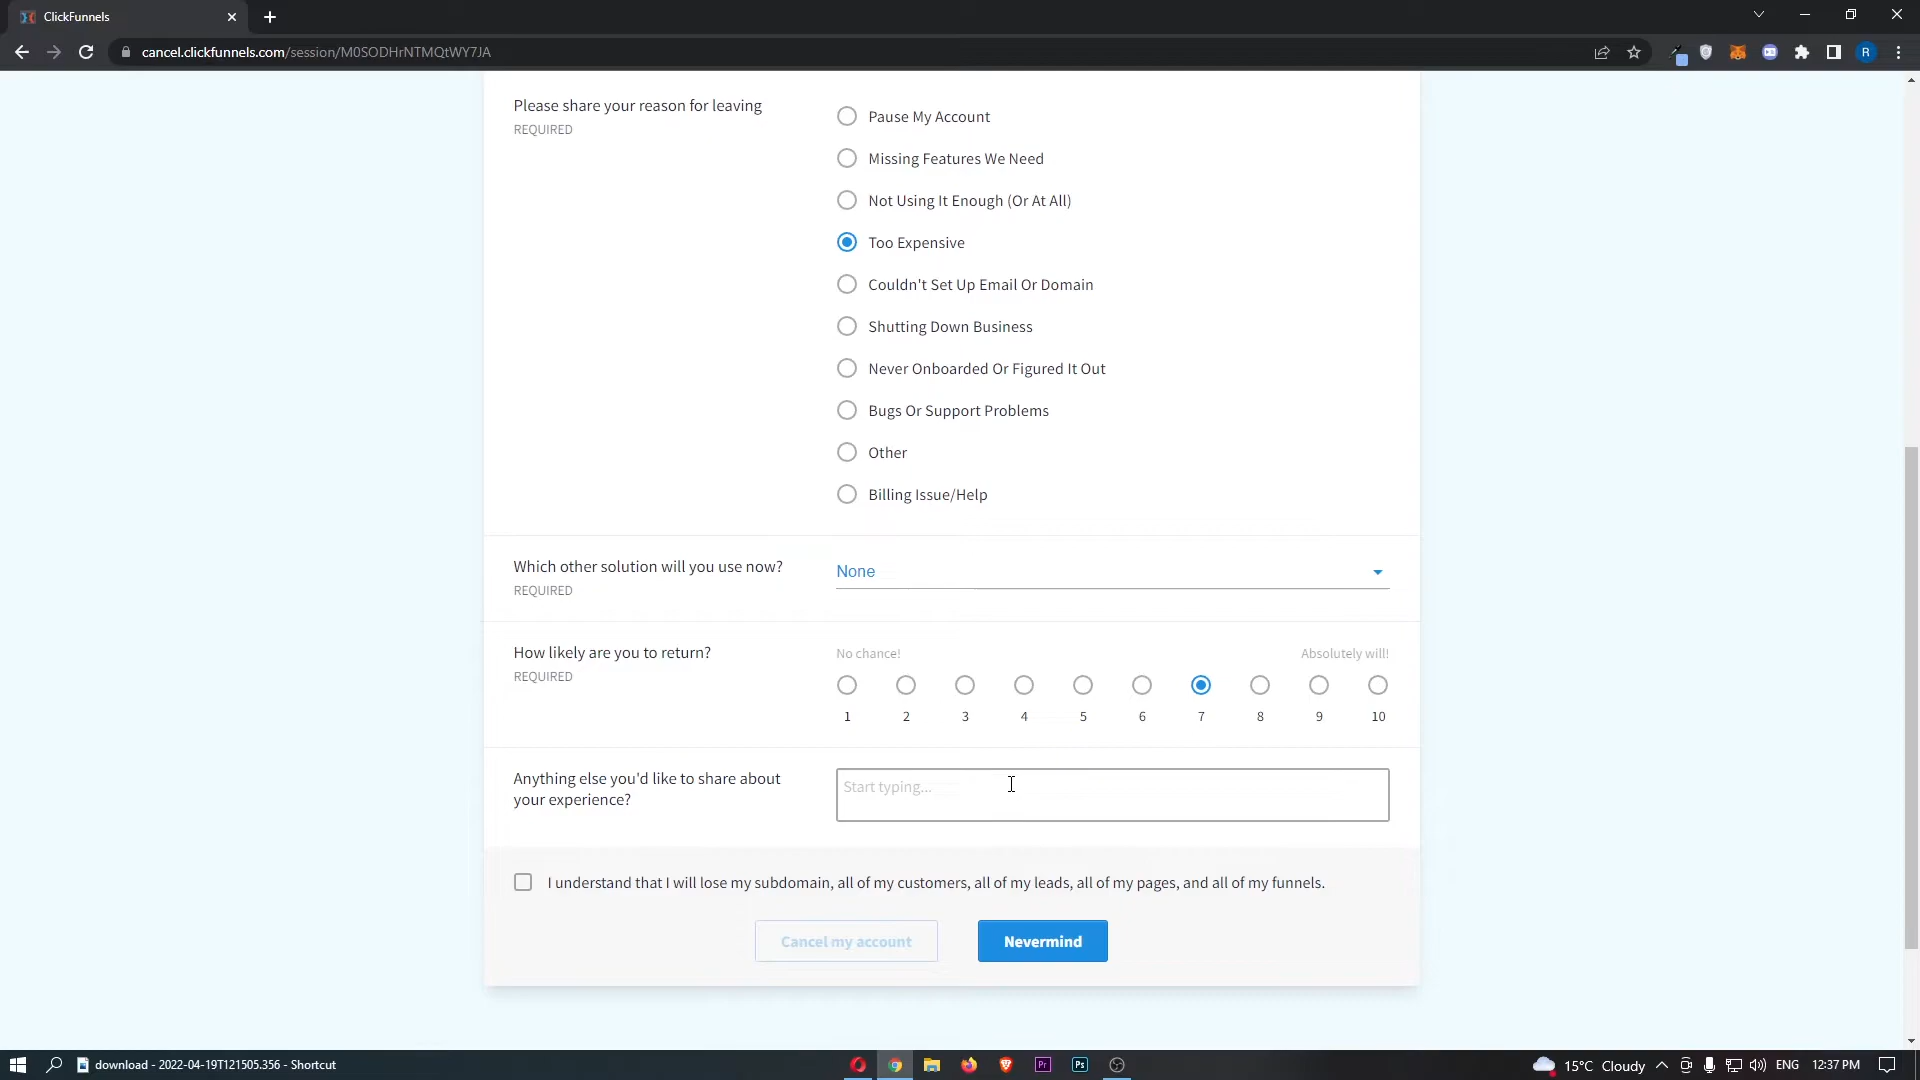 ClickFunnels
cancel.clickfunnels.com/session/M0SODHrNTMQtWY7JA
R
Please share your reason for leaving
REQUIRED
Pause My Account
Missing Features We Need
Not Using It Enough (Or At All)
Too Expensive
Couldn't Set Up Email Or Domain
Shutting Down Business
Never Onboarded Or Figured It Out
Bugs Or Support Problems
Other
Billing Issue/Help
Which other solution will you use now?
REQUIRED
None
How likely are you to return?
REQUIRED
No chance! Absolutely will!
1 2 3 4 5 6 7 8 9 10
Anything else you'd like to share about
your experience?
Start typing...
I understand that I will lose my subdomain, all of my customers, all of my leads, all of my pages, and all of my funnels.
Cancel my account Nevermind
download - 2022-04-19T121505.356 - Shortcut Pr Ps 15°C Cloudy ENG 12:37 PM